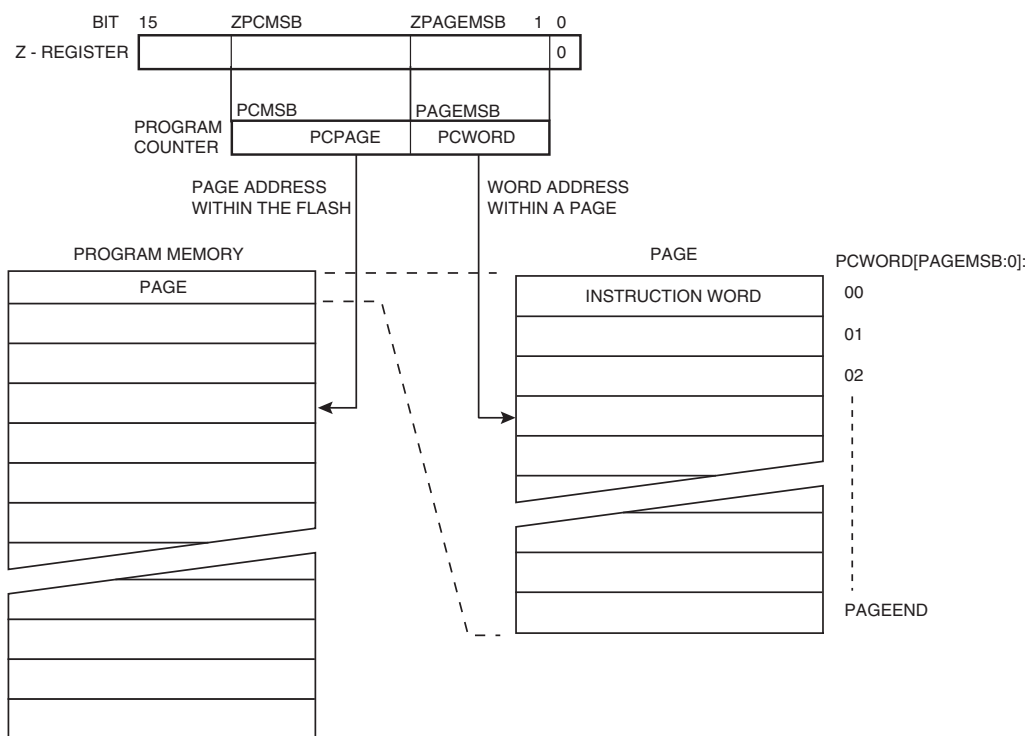 BIT 15 ZPCMSB ZPAGEMSB 1 0
Z - REGISTER 0
PCMSB PAGEMSB
PROGRAM
COUNTER
PCPAGE PCWORD
PAGE ADDRESS
WITHIN THE FLASH
WORD ADDRESS
WITHIN A PAGE
PROGRAM MEMORY
PAGE
PAGE
PCWORD[PAGEMSB:0]:
INSTRUCTION WORD
00
01
02
PAGEEND